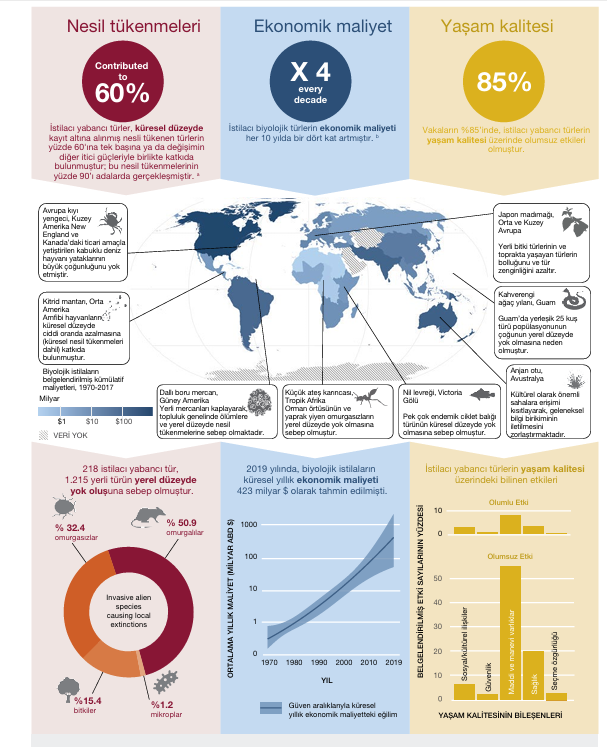 Nesil tükenmeleri
Contributed
to
60%
İstilacı yabancı türler, küresel düzeyde
kayıt altına alınmış nesli tükenen türlerin
yüzde 60'ına tek başına ya da değişimin
diğer itici güçleriyle birlikte katkıda
bulunmuştur; bu nesil tükenmelerinin
yüzde 90'ı adalarda gerçekleşmiştir. ᵃ
Ekonomik maliyet
X 4
every
decade
İstilacı biyolojik türlerin ekonomik maliyeti
her 10 yılda bir dört kat artmıştır. ᵇ
Yaşam kalitesi
85%
Vakaların %85'inde, istilacı yabancı türlerin
yaşam kalitesi üzerinde olumsuz etkileri
olmuştur.
Avrupa kıyı
yengeci, Kuzey
Amerika New
England ve
Kanada'daki ticari amaçla
yetiştirilen kabuklu deniz
hayvanı yataklarının
büyük çoğunluğunu yok
etmiştir.
Kitrid mantarı, Orta
Amerika
Amfibi hayvanların
küresel düzeyde
ciddi oranda azalmasına
(küresel nesil tükenmeleri
dahil) katkıda
bulunmuştur.
Japon madımağı,
Orta ve Kuzey
Avrupa
Yerli bitki türlerinin ve
toprakta yaşayan türlerin
bolluğunu ve tür
zenginliğini azaltır.
Kahverengi
ağaç yılanı, Guam
Guam'da yerleşik 25 kuş
türü popülasyonunun
çoğunun yerel düzeyde
yok olmasına neden
olmuştur.
Arıjan otu,
Avustralya
Kültürel olarak önemli
sahalara erişimi
kısıtlayarak, geleneksel
bilgi birikiminin
iletilmesini
zorlaştırmaktadır.
Biyolojik istilaların
belgelendirilmiş kümülatif
maliyetleri, 1970-2017
Milyar
$1 $10 $100
VERİ YOK
Dallı boru mercan,
Güney Amerika
Yerli mercanları kaplayarak,
topluluk genelinde ölümlere
ve yerel düzeyde nesil
tükenmelerine sebep olmaktadır.
Küçük ateş karıncası,
Tropik Afrika
Orman örtüsünün ve
yaprak yiyen omurgasızların
yerel düzeyde yok olmasına
sebep olmuştur.
Nil levreği, Victoria
Gölü
Pek çok endemik ciklet balığı
türünün küresel düzeyde yok
olmasına sebep olmuştur.
218 istilacı yabancı tür,
1.215 yerli türün yerel düzeyde
yok oluşuna sebep olmuştur.
% 32.4
omurgasızlar
% 50.9
omurgalılar
Invasive alien
species
causing local
extinctions
%15.4
bitkiler
%1.2
mikroplar
2019 yılında, biyolojik istilaların
küresel yıllık ekonomik maliyeti
423 milyar $ olarak tahmin edilmişti.
ORTALAMA YILLIK MALİYET (MİLYAR ABD $)
1000
100
10
1
0
1970 1980 1990 2000 2010 2019
YIL
Güven aralıklarıyla küresel
yıllık ekonomik maliyetteki eğilim
İstilacı yabancı türlerin yaşam kalitesi
üzerindeki bilinen etkileri
BELGELENDİRİLMİŞ ETKİ SAYILARININ YÜZDESİ
Olumlu Etki
10
0
Olumsuz Etki
50
40
30
20
10
0
Sosya/kültürel ilişkiler
Güvenlik
Maddi ve manevi varlıklar
Sağlık
Seçme özgürlüğü
YAŞAM KALİTESİNİN BİLEŞENLERİ